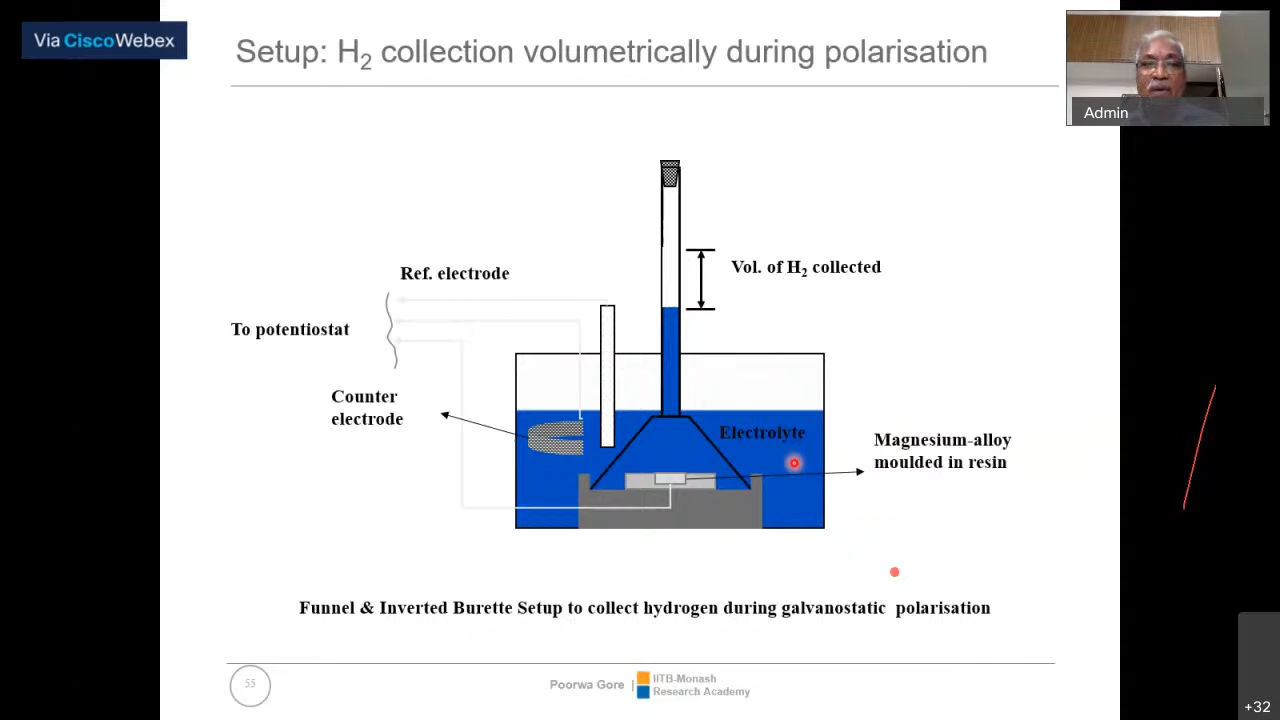 Via CiscoWebex
Setup: H2 collection volumetrically during polarisation
Admin
Vol. of H2 collected
Ref. electrode
To potentiostat
Counter
electrode
Electrolyte
Magnesium-alloy
moulded in resin
Funnel & Inverted Burette Setup to collect hydrogen during galvanostatic polarisation
55
Poorwa Gore |
IITB-Monash
Research Academy
+32